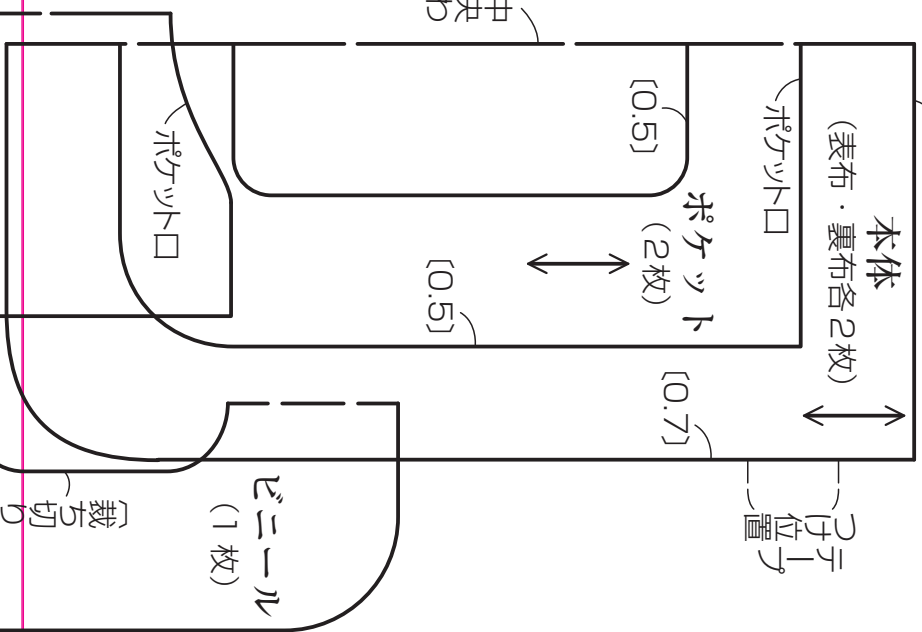 中央
わ
ポケット口
〔0.5〕
ポケット口
本体
(表布・裏布各2枚)
ポケット
(2枚)
〔0.5〕
〔0.7〕
テープ
つけ位置
ビニール
(1枚)
〔裁ち切り